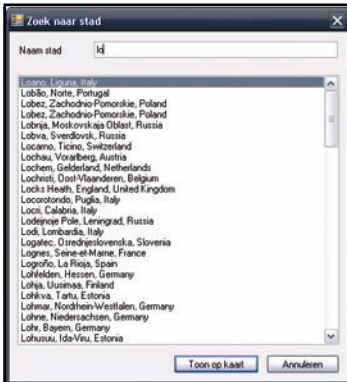 Zoek naar stad
Naam stad
lo
Loano, Liguria, Italy
Lobão, Norte, Portugal
Lobez, Zachodnio-Pomorskie, Poland
Lobez, Zachodnio-Pomorskie, Poland
Lobnja, Moskovskaja Oblast, Russia
Lobva, Sverdlovsk, Russia
Locarno, Ticino, Switzerland
Lochau, Vorarlberg, Austria
Lochem, Gelderland, Netherlands
Lochristi, Oost-Vlaanderen, Belgium
Locks Heath, England, United Kingdom
Locorotondo, Puglia, Italy
Locri, Calabria, Italy
Lodejnoje Pole, Leningrad, Russia
Lodi, Lombardia, Italy
Logatec, Osrednjeslovenska, Slovenia
Lognes, Seine-et-Marne, France
Logroño, La Rioja, Spain
Lohfelden, Hessen, Germany
Lohja, Uusimaa, Finland
Lohkva, Tartu, Estonia
Lohmar, Nordrhein-Westfalen, Germany
Lohne, Niedersachsen, Germany
Lohr, Bayern, Germany
Lohusuu, Ida-Viru, Estonia
Toon op kaart
Annuleren